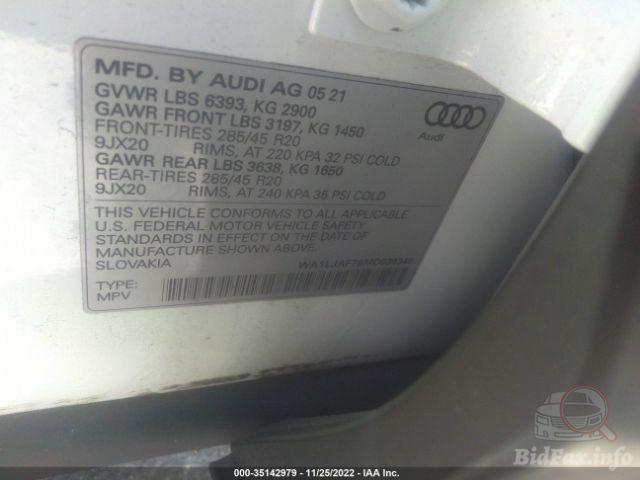 MFD. BY AUDI AG 05 21
GVWR LBS 6393, KG 2900
GAWR FRONT LBS 3197, KG 1450
FRONT-TIRES 285/45 R20
9JX20 RIMS, AT 220 KPA 32 PSI COLD
GAWR REAR LBS 3638, KG 1650
REAR-TIRES 285/45 R20
9JX20 RIMS, AT 240 KPA 35 PSI COLD
Audi
THIS VEHICLE CONFORMS TO ALL APPLICABLE
U.S. FEDERAL MOTOR VEHICLE SAFETY
STANDARDS IN EFFECT ON THE DATE OF
MANUFACTURE SHOWN ABOVE.
SLOVAKIA
TYPE:
MPV
000-35142979 - 11/25/2022 - IAA Inc.
BidFax.info